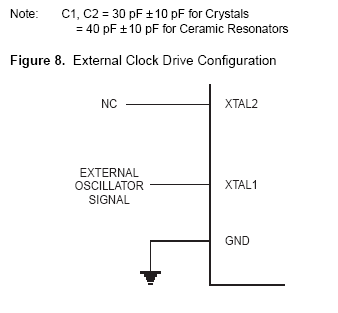 Note: C1, C2 = 30 pF ±10 pF for Crystals
= 40 pF ±10 pF for Ceramic Resonators
Figure 8. External Clock Drive Configuration
NC
XTAL2
EXTERNAL
OSCILLATOR
SIGNAL
XTAL1
GND